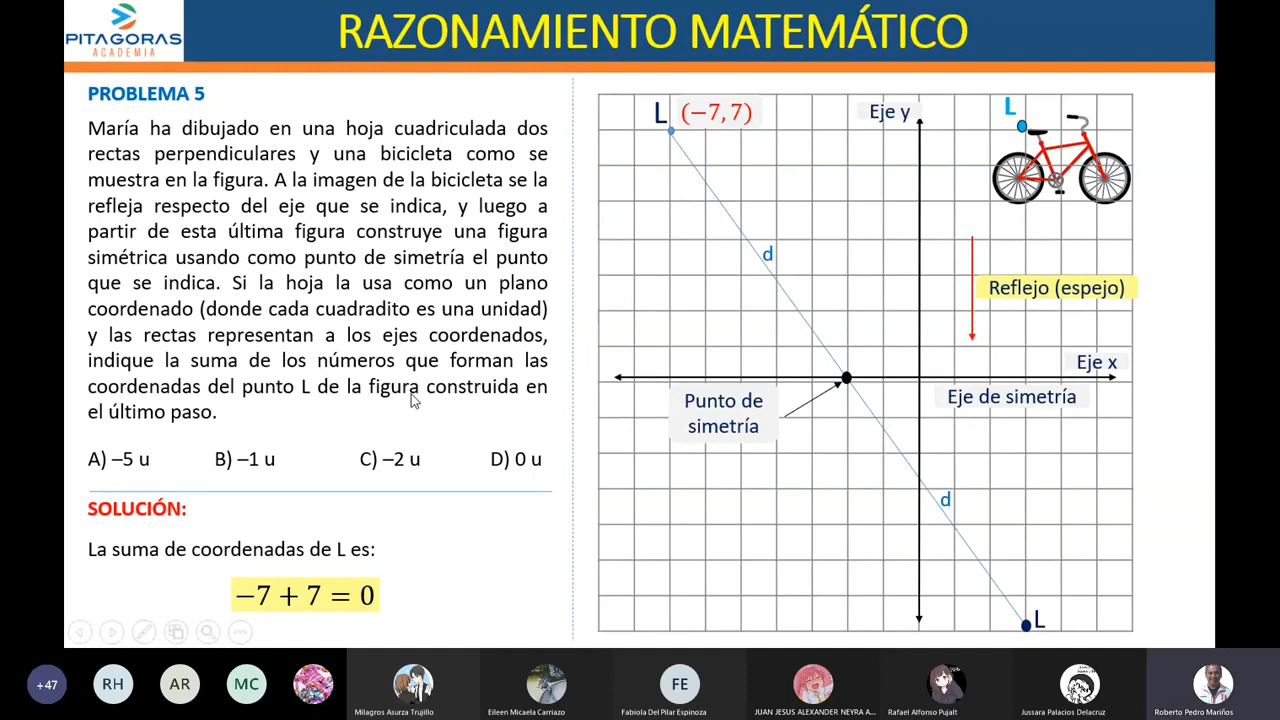 PITAGORAS
ACADEMIA
RAZONAMIENTO MATEMÁTICO
PROBLEMA 5
María ha dibujado en una hoja cuadriculada dos
rectas perpendiculares y una bicicleta como se
muestra en la figura. A la imagen de la bicicleta se la
refleja respecto del eje que se indica, y luego a
partir de esta última figura construye una figura
simétrica usando como punto de simetría el punto
que se indica. Si la hoja la usa como un plano
coordenado (donde cada cuadradito es una unidad)
y las rectas representan a los ejes coordenados,
indique la suma de los números que forman las
coordenadas del punto L de la figura construida en
el último paso.
A) –5 u B) –1 u C) –2 u D) 0 u
SOLUCIÓN:
La suma de coordenadas de L es:
−7 + 7 = 0
L (−7, 7)
Eje y
L
d
Reflejo (espejo)
Eje x
Punto de
simetría
Eje de simetría
d
L
+47
RH
AR
MC
FE
Milagros Asurza Trujillo
Eileen Micaela Carriazo
Fabiola Del Pilar Espinoza
JUAN JESUS ALEXANDER NEYRA A...
Rafael Alfonso Pujalt
Jussara Palacios Delacruz
Roberto Pedro Mariños